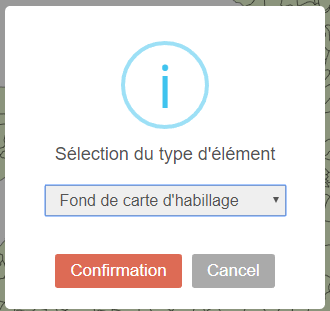 Sélection du type d'élément
Fond de carte d'habillage
Confirmation
Cancel